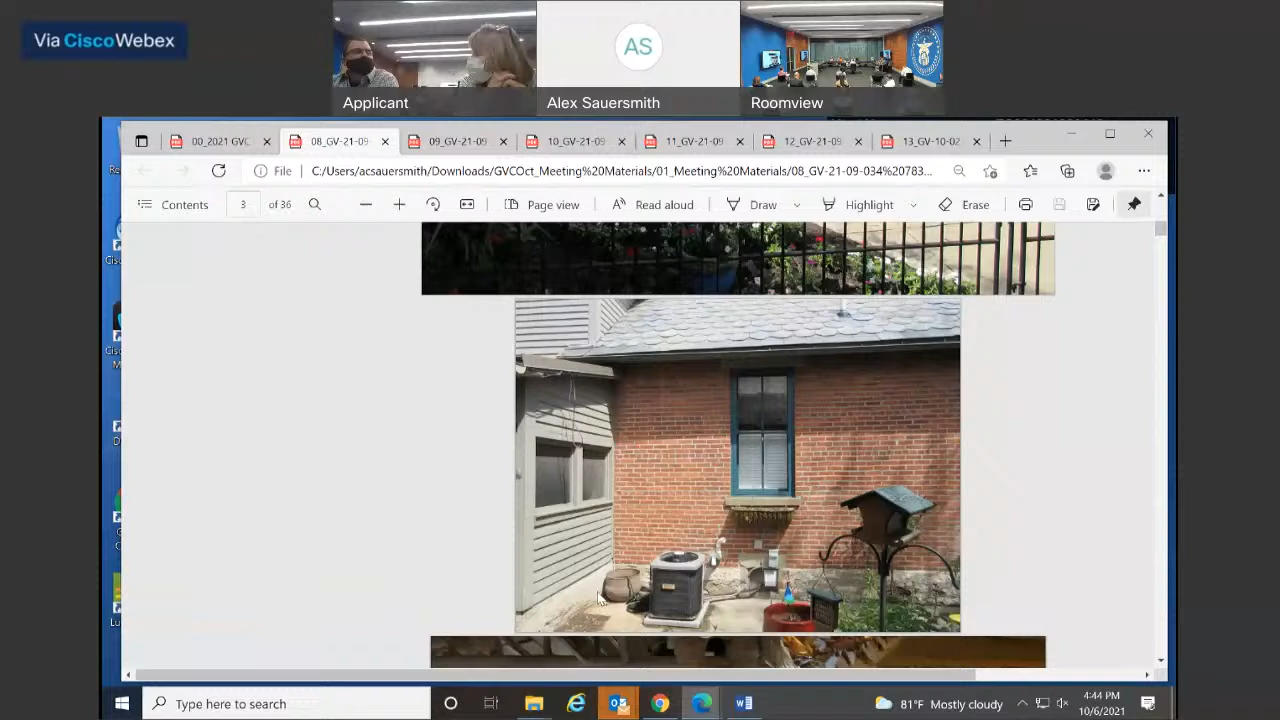 Via Cisco Webex
AS
Applicant
Alex Sauersmith
Roomview
00_2021 GVC
08_GV-21-09
09_GV-21-09
10_GV-21-09
11_GV-21-09
12_GV-21-09
13_GV-10-02
File
C:/Users/acsauersmith/Downloads/GVCOct_Meeting%20Materials/01_Meeting%20Materials/08_GV-21-09-034%20783...
Contents
3 of 36
Page view
Read aloud
Draw
Highlight
Erase
Type here to search
81°F Mostly cloudy
4:44 PM
10/6/2021